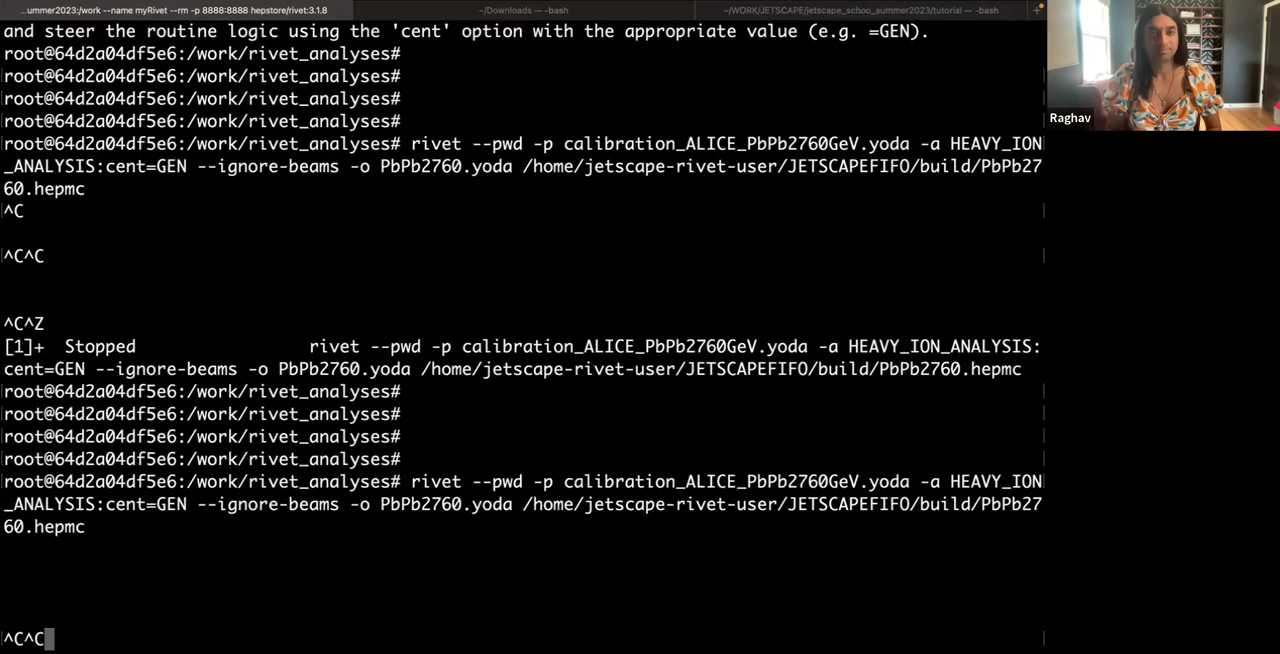 ...ummer2023:/work --name myRivet --rm -p 8888:8888 hepstore/rivet:3.1.8
~/Downloads — -bash
~/WORK/JETSCAPE/jetscape_schoo_summer2023/tutorial — -bash
+
and steer the routine logic using the 'cent' option with the appropriate value (e.g. =GEN).
root@64d2a04df5e6:/work/rivet_analyses#
root@64d2a04df5e6:/work/rivet_analyses#
root@64d2a04df5e6:/work/rivet_analyses#
root@64d2a04df5e6:/work/rivet_analyses#
root@64d2a04df5e6:/work/rivet_analyses# rivet --pwd -p calibration_ALICE_PbPb2760GeV.yoda -a HEAVY_ION
_ANALYSIS:cent=GEN --ignore-beams -o PbPb2760.yoda /home/jetscape-rivet-user/JETSCAPEFIFO/build/PbPb27
60.hepmc
^C
^C^C
^C^Z
[1]+  Stopped                 rivet --pwd -p calibration_ALICE_PbPb2760GeV.yoda -a HEAVY_ION_ANALYSIS:
cent=GEN --ignore-beams -o PbPb2760.yoda /home/jetscape-rivet-user/JETSCAPEFIFO/build/PbPb2760.hepmc
root@64d2a04df5e6:/work/rivet_analyses#
root@64d2a04df5e6:/work/rivet_analyses#
root@64d2a04df5e6:/work/rivet_analyses#
root@64d2a04df5e6:/work/rivet_analyses#
root@64d2a04df5e6:/work/rivet_analyses# rivet --pwd -p calibration_ALICE_PbPb2760GeV.yoda -a HEAVY_ION
_ANALYSIS:cent=GEN --ignore-beams -o PbPb2760.yoda /home/jetscape-rivet-user/JETSCAPEFIFO/build/PbPb27
60.hepmc
^C^C
Raghav